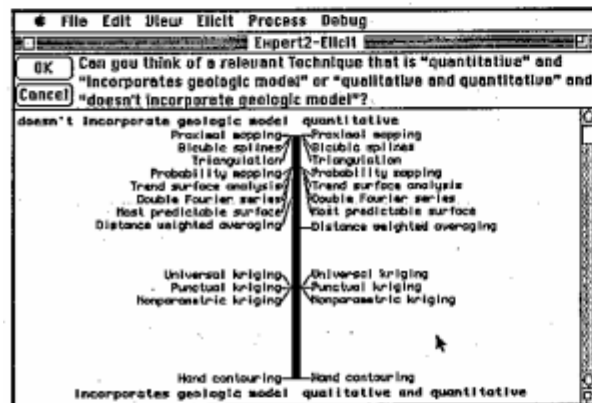 File Edit View Elicit Process Debug
Expert2-Elicit
OK
Cancel
Can you think of a relevant Technique that is "quantitative" and
"incorporates geologic model" or "qualitative and quantitative" and
"doesn't incorporate geologic model"?
doesn't incorporate geologic model quantitative
Proximal mapping Proximal mapping
Bicubic splines Bicubic splines
Triangulation Triangulation
Probability mapping Probability mapping
Trend surface analysis Trend surface analysis
Double Fourier series Double Fourier series
Most predictable surface Most predictable surface
Distance weighted averaging Distance weighted averaging
Universal kriging Universal kriging
Punctual kriging Punctual kriging
Nonparametric kriging Nonparametric kriging
Hand contouring Hand contouring
incorporates geologic model qualitative and quantitative